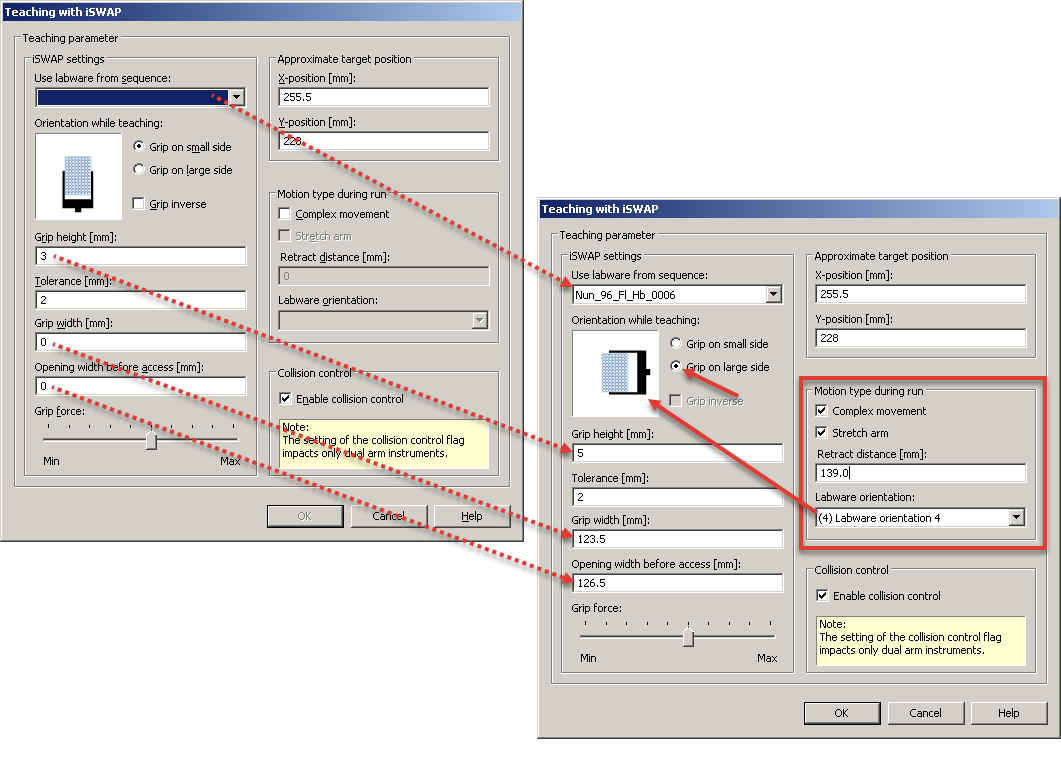 Teaching with iSWAP
Teaching parameter
iSWAP settings
Use labware from sequence:
Orientation while teaching:
Grip on small side
Grip on large side
Grip inverse
Grip height [mm]:
3
Tolerance [mm]:
2
Grip width [mm]:
0
Opening width before access [mm]:
0
Grip force:
Min
Max
Approximate target position
X-position [mm]:
255.5
Y-position [mm]:
228
Motion type during run
Complex movement
Stretch arm
Retract distance [mm]:
0
Labware orientation:
Collision control
Enable collision control
Note:
The setting of the collision control flag
impacts only dual arm instruments.
OK
Cancel
Help
Teaching with iSWAP
Teaching parameter
iSWAP settings
Use labware from sequence:
Nun_96_Fl_Hb_0006
Orientation while teaching:
Grip on small side
Grip on large side
Grip inverse
Grip height [mm]:
5
Tolerance [mm]:
2
Grip width [mm]:
123.5
Opening width before access [mm]:
126.5
Grip force:
Min
Max
Approximate target position
X-position [mm]:
255.5
Y-position [mm]:
228
Motion type during run
Complex movement
Stretch arm
Retract distance [mm]:
139.0
Labware orientation:
(4) Labware orientation 4
Collision control
Enable collision control
Note:
The setting of the collision control flag
impacts only dual arm instruments.
OK
Cancel
Help